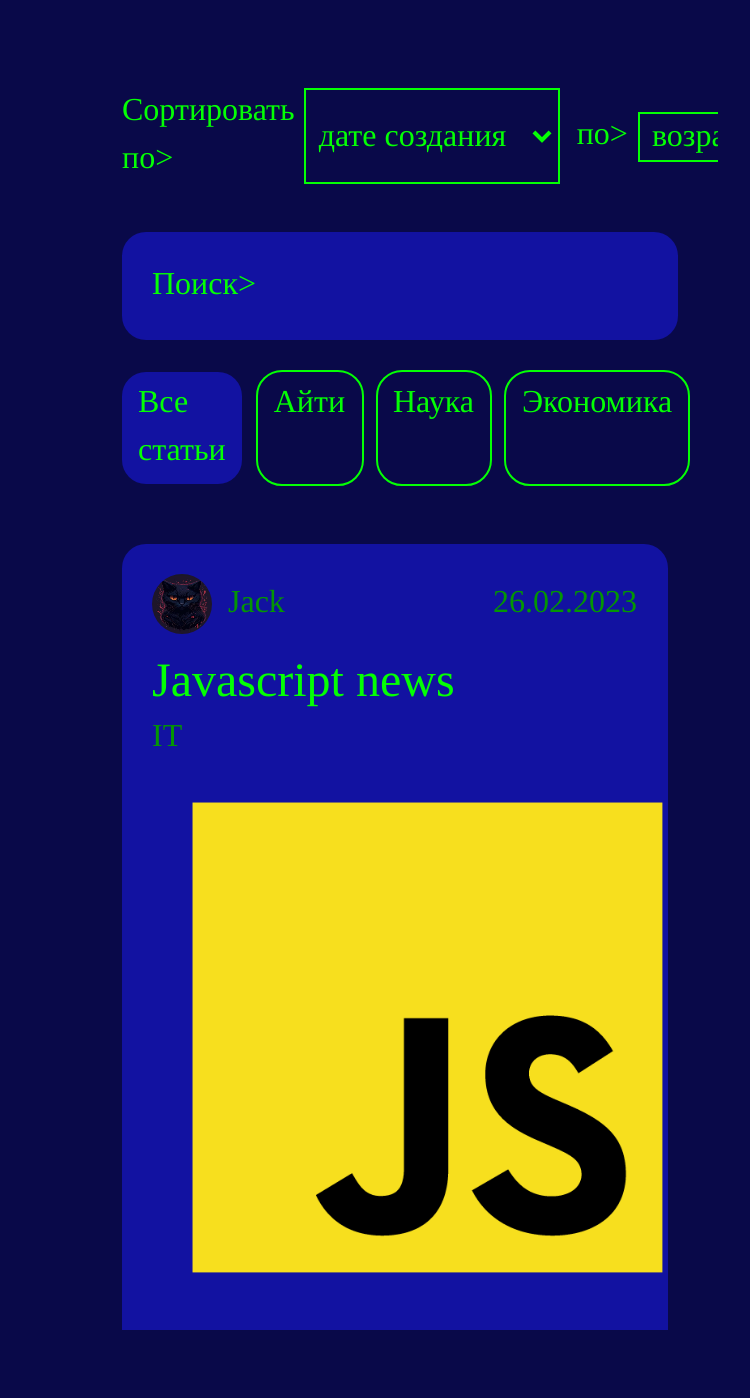 Сортировать
по>
дате создания
по>
возра
Поиск>
Все
статьи
Айти
Наука
Экономика
Jack
26.02.2023
Javascript news
IT
JS